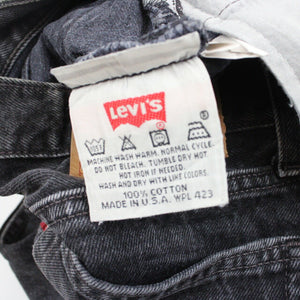 LEVI'S
MACHINE WASH WARM. NORMAL CYCLE.
DO NOT BLEACH. TUMBLE DRY HOT.
HOT IRON IF NEEDED.
WASH AND DRY WITH LIKE COLORS.
100% COTTON
MADE IN U.S.A. WPL 423